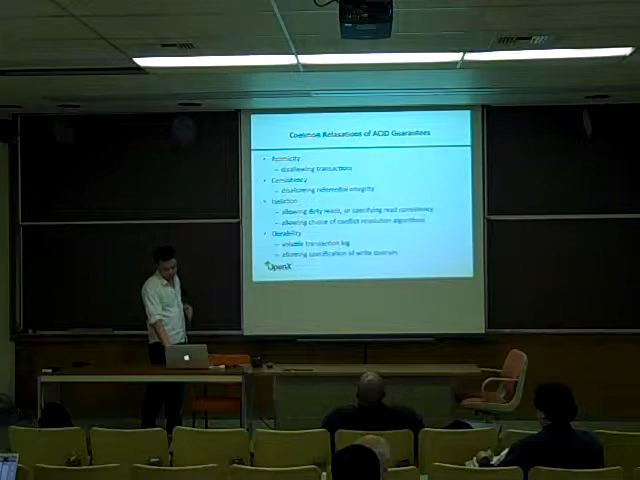 Common Relaxations of ACID Guarantees
• Atomicity
– disallowing transactions
• Consistency
– disallowing referential integrity
• Isolation
– allowing dirty reads, or specifying read consistency
– allowing choice of conflict resolution algorithms
• Durability
– volatile transaction log
– allowing specification of write quorum
OpenX